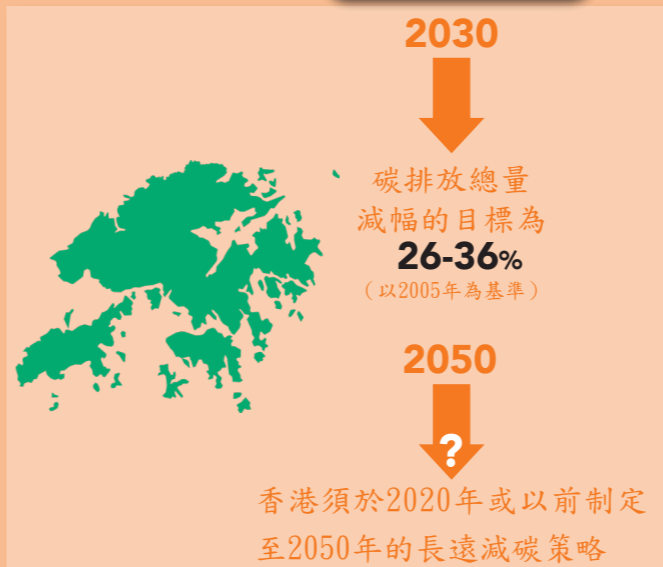 2030
碳排放總量
減幅的目標為
26-36%
（以2005年為基準）
2050
?
香港須於2020年或以前制定
至2050年的長遠減碳策略